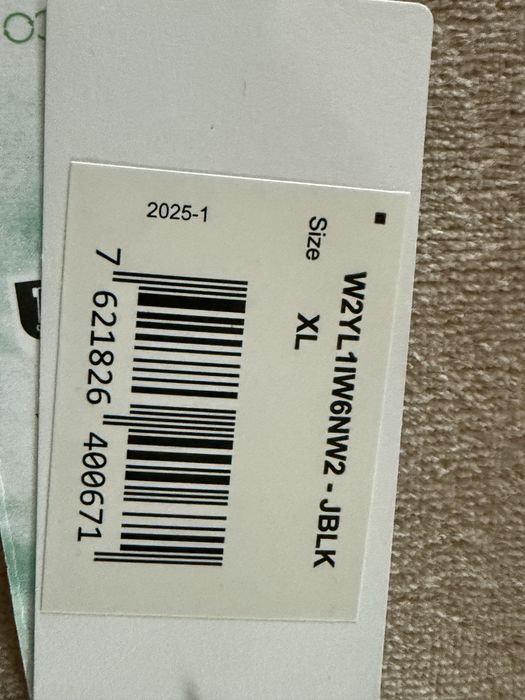 W2YL1IW6NW2 - JBLK
Size XL
2025-1
7 621826 400671